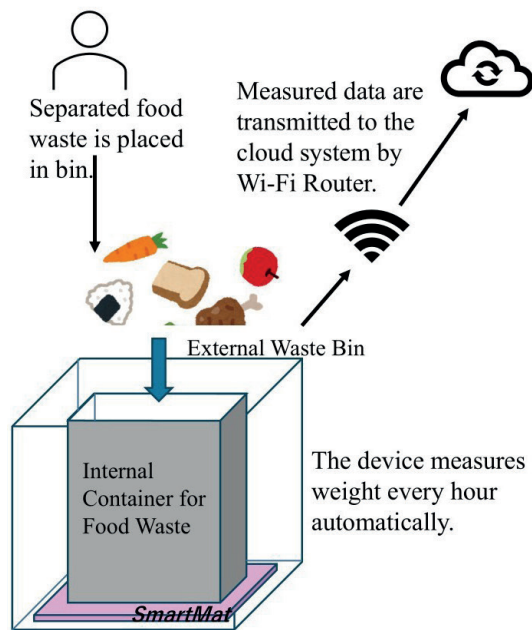 Separated food
waste is placed
in bin.
Measured data are
transmitted to the
cloud system by
Wi-Fi Router.
External Waste Bin
Internal
Container for
Food Waste
The device measures
weight every hour
automatically.
SmartMat